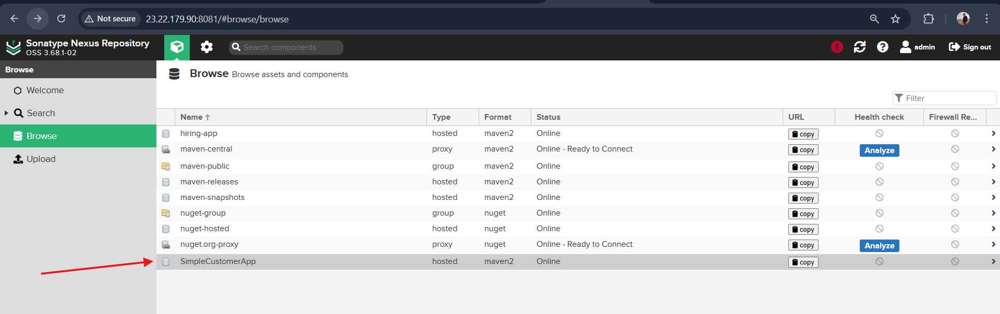 Not secure 23.22.179.90:8081/#browse/browse
Sonatype Nexus Repository
OSS 3.68.1-02
Search components
admin Sign out
Browse
Welcome
Search
Browse
Upload
Browse Browse assets and components
Filter
Name Type Format Status URL Health check Firewall Re...
hiring-app hosted maven2 Online copy
maven-central proxy maven2 Online - Ready to Connect copy Analyze
maven-public group maven2 Online copy
maven-releases hosted maven2 Online copy
maven-snapshots hosted maven2 Online copy
nuget-group group nuget Online copy
nuget-hosted hosted nuget Online copy
nuget.org-proxy proxy nuget Online - Ready to Connect copy Analyze
SimpleCustomerApp hosted maven2 Online copy